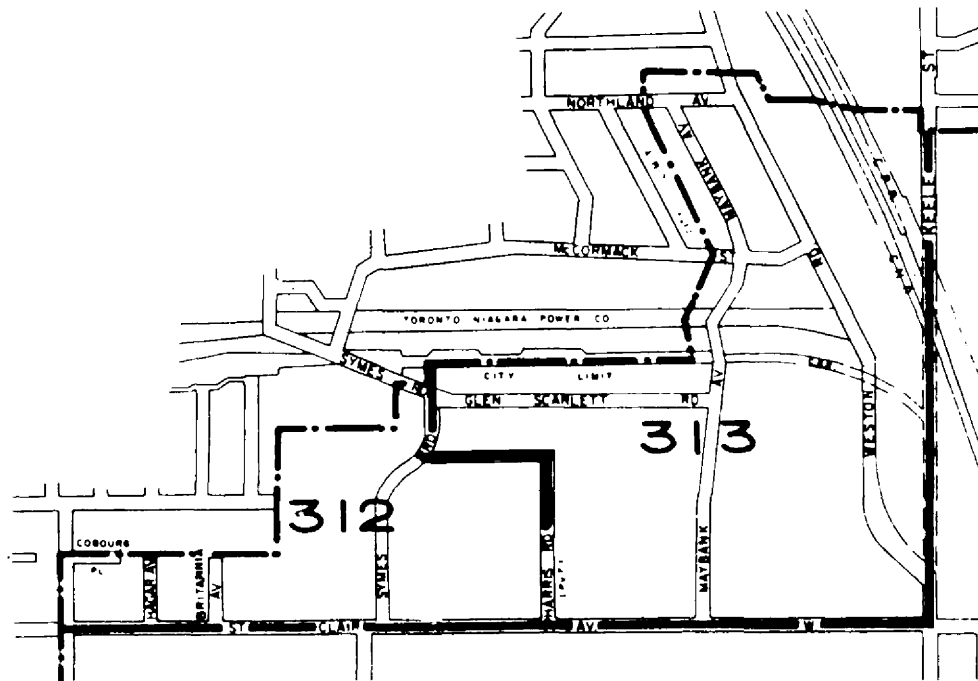 ST
NORTHLAND AV.
MAYBANK AV
KEELE
McCORMACK ST
RD
TORONTO NIAGARA POWER CO
SYMES RD
CITY LIMIT
GLEN SCARLETT RD
AV
313
WESTON
312
COBOURG
PL
HAGAR AV
BRITANNIA AV
SYMES
HARRIS RD
MAYBANK
ST CLAIR AV. W.